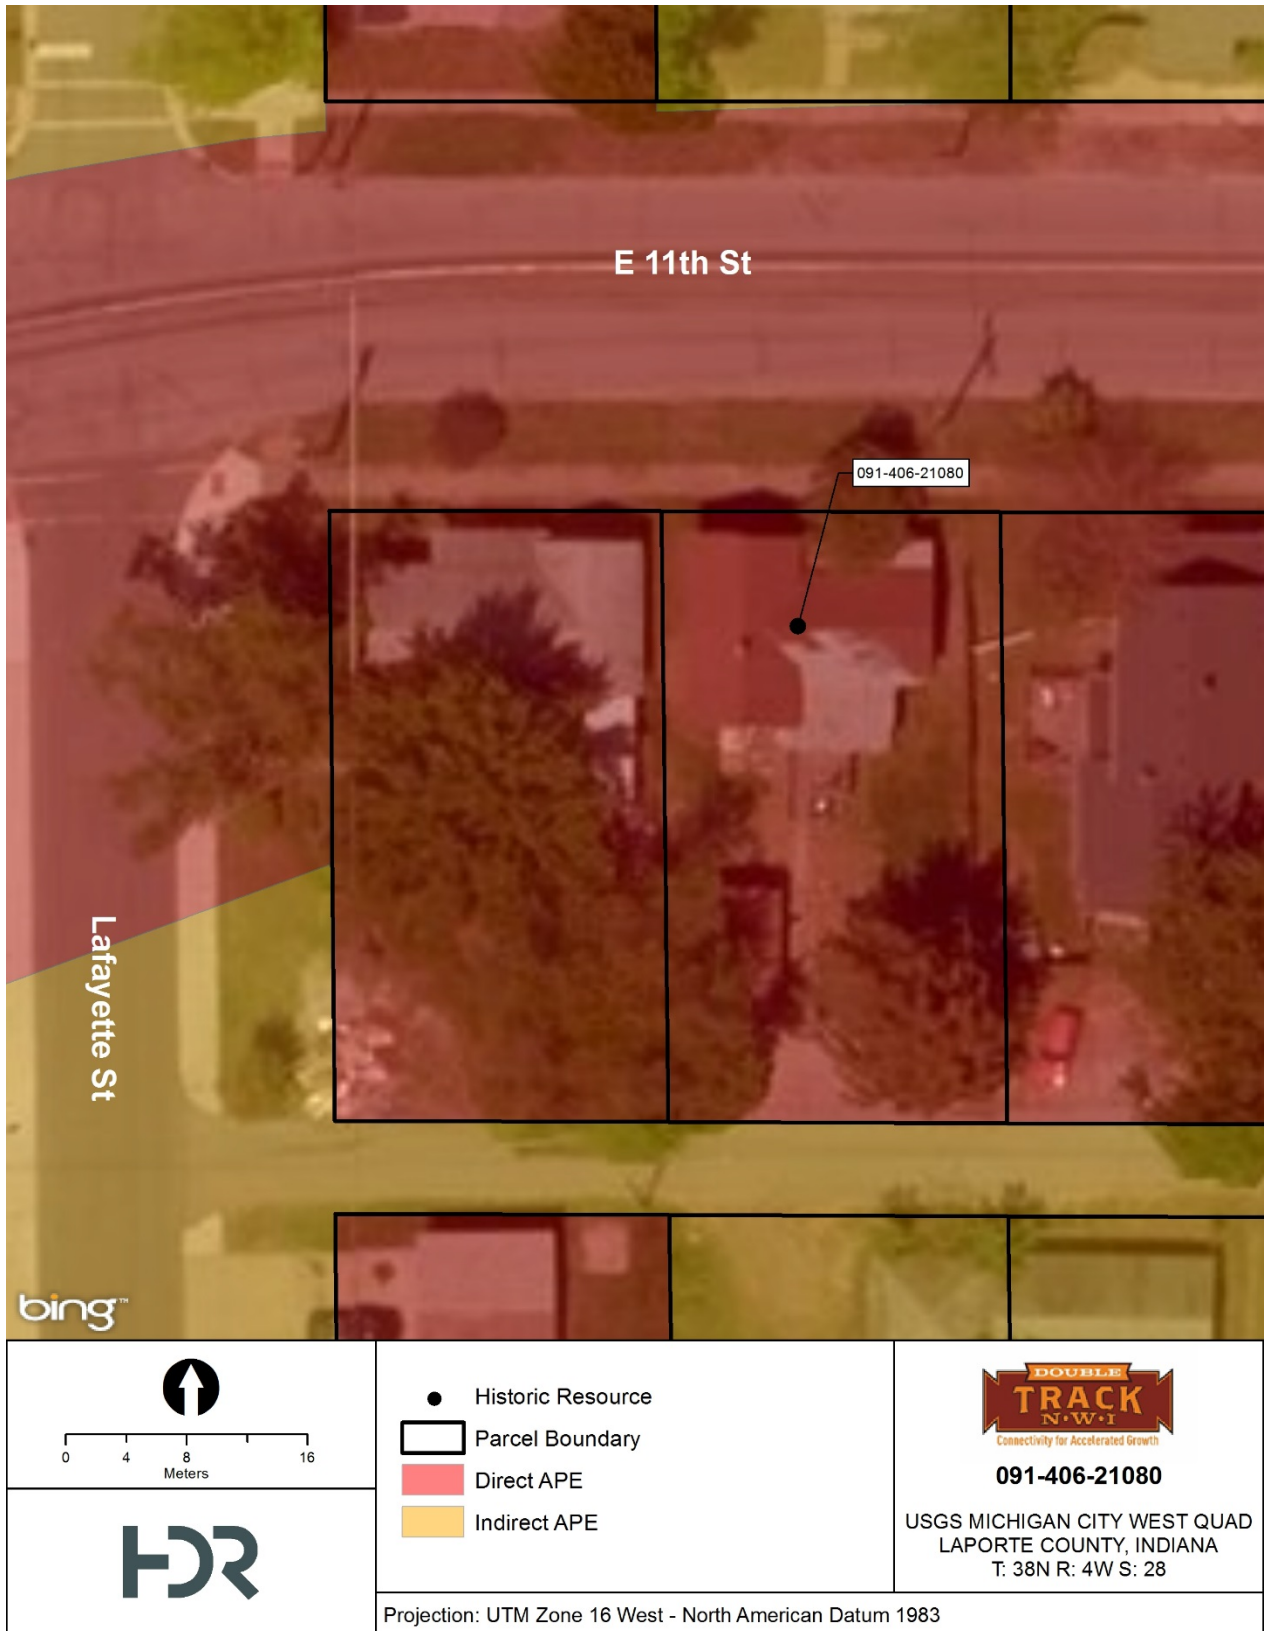 E 11th St
091-406-21080
Lafayette St
bing™
0 4 8 16
Meters
HDR
Historic Resource
Parcel Boundary
Direct APE
Indirect APE
DOUBLE
TRACK
N·W·I
Connectivity for Accelerated Growth
091-406-21080
USGS MICHIGAN CITY WEST QUAD
LAPORTE COUNTY, INDIANA
T: 38N R: 4W S: 28
Projection: UTM Zone 16 West - North American Datum 1983